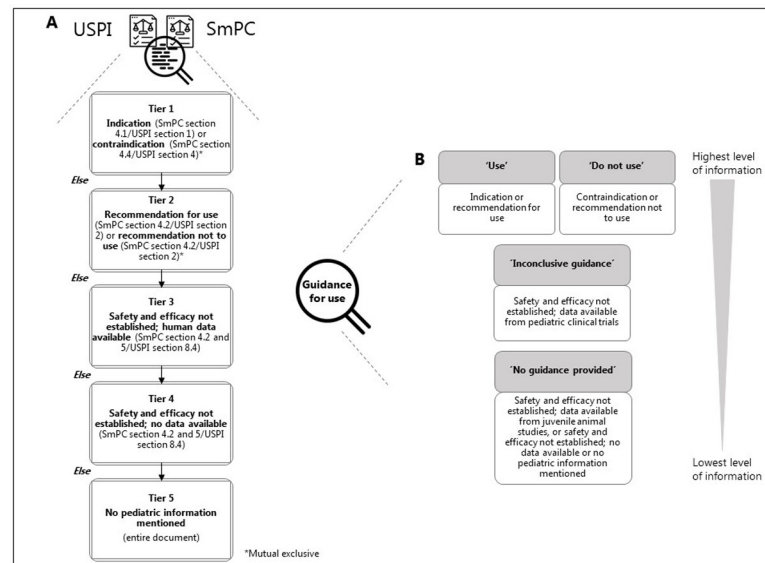 A
USPI
SmPC
Tier 1
Indication (SmPC section
4.1/USPI section 1) or
contraindication (SmPC section
4.4/USPI section 4)*
Else
Tier 2
Recommendation for use
(SmPC section 4.2/USPI section
2) or recommendation not to
use (SmPC section 4.2/USPI
section 2)*
Else
Tier 3
Safety and efficacy not
established; human data
available (SmPC section 4.2 and
5/USPI section 8.4)
Else
Tier 4
Safety and efficacy not
established; no data available
(SmPC section 4.2 and 5/USPI
section 8.4)
Else
Tier 5
No pediatric information
mentioned
(entire document)
*Mutual exclusive
Guidance
for use
B
‘Use’
Indication or
recommendation for
use
‘Do not use’
Contraindication or
recommendation not
to use
‘Inconclusive guidance’
Safety and efficacy not
established; data available
from pediatric clinical trials
‘No guidance provided’
Safety and efficacy not
established; data available
from juvenile animal
studies, or safety and
efficacy not established; no
data available or no
pediatric information
mentioned
Highest level
of information
Lowest level
of information